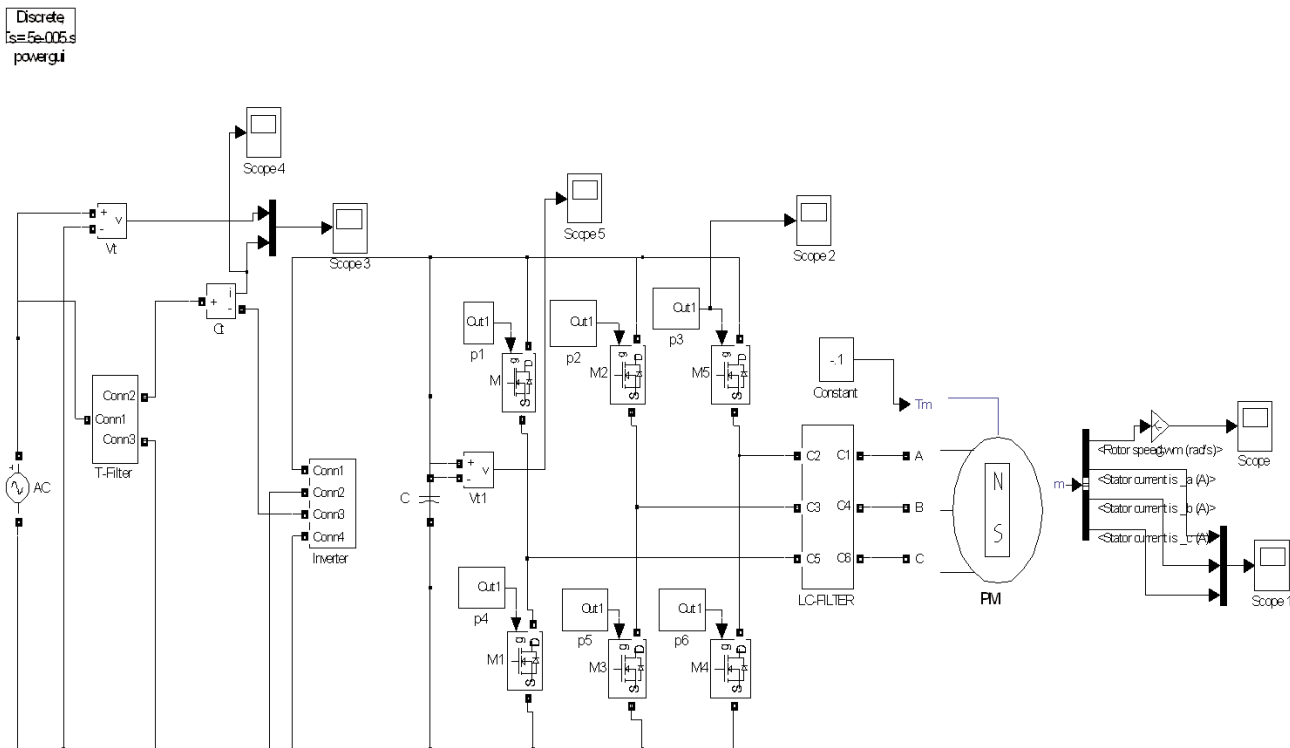 Discrete,
Ts = 5e-005 s
powergui
Scope 4
+
v
-
Vt
Scope 3
Scope 5
Scope 2
i
+
-
Ct
Out1
p1
Out1
p2
Out1
p3
g
D
M
S
g
D
M2
S
g
D
M5
S
-.1
Constant
Tm
Conn2
Conn1
Conn3
T-Filter
AC
Conn1
Conn2
Conn3
Conn4
Inverter
C
+
v
-
Vt1
C2
C1
C3
C4
C5
C6
LC-FILTER
A
B
C
N
S
PM
m
<Rotor speed wm (rad/s)>
<Stator current is_a (A)>
<Stator current is_b (A)>
<Stator current is_c (A)>
Scope
Scope 1
Out1
p4
Out1
p5
Out1
p6
g
D
M1
S
g
D
M3
S
g
D
M4
S